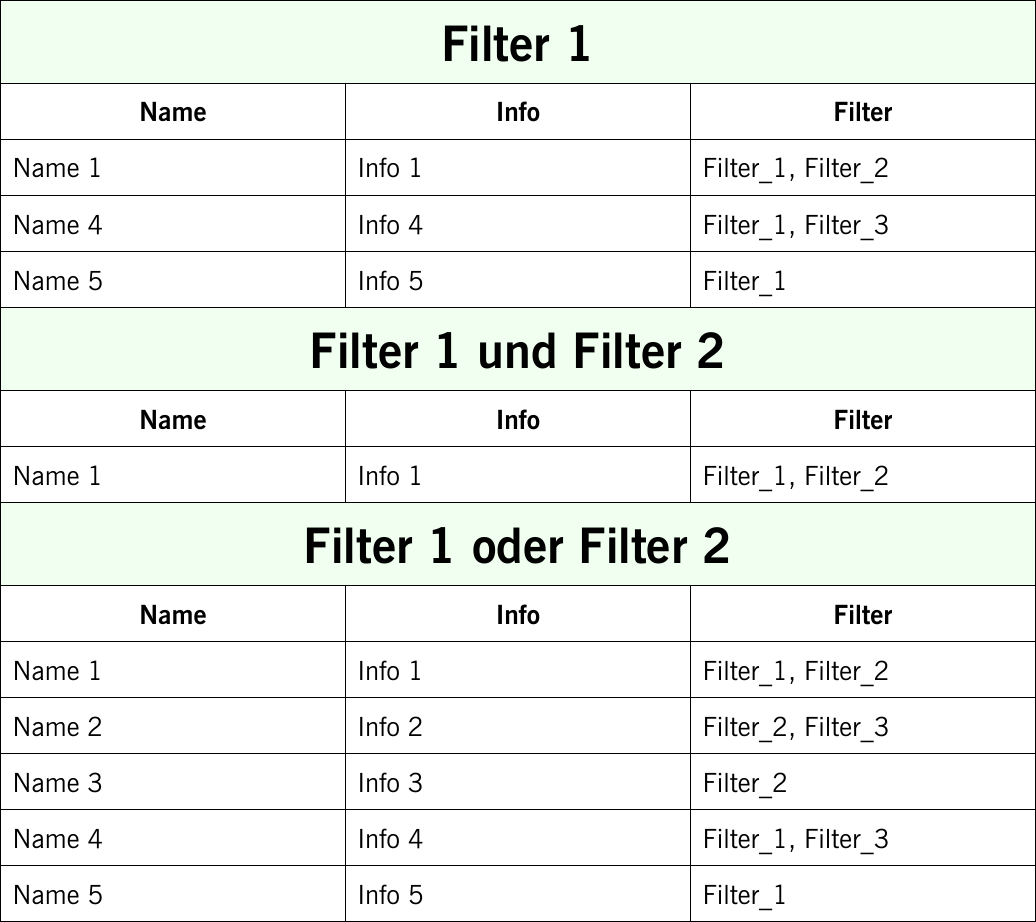 Filter 1
Name Info Filter
Name 1 Info 1 Filter_1, Filter_2
Name 4 Info 4 Filter_1, Filter_3
Name 5 Info 5 Filter_1
Filter 1 und Filter 2
Name Info Filter
Name 1 Info 1 Filter_1, Filter_2
Filter 1 oder Filter 2
Name Info Filter
Name 1 Info 1 Filter_1, Filter_2
Name 2 Info 2 Filter_2, Filter_3
Name 3 Info 3 Filter_2
Name 4 Info 4 Filter_1, Filter_3
Name 5 Info 5 Filter_1